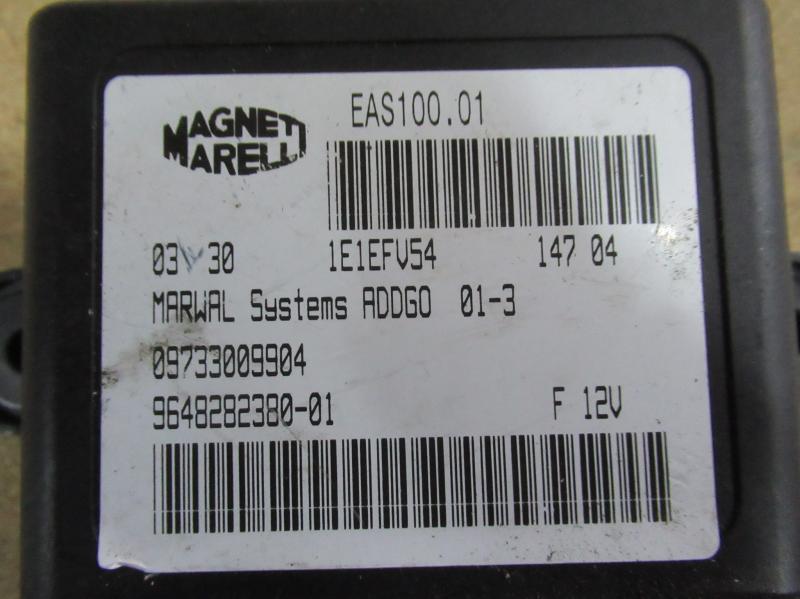 MAGNETI
MARELLI
EAS100.01
03 30 1E1EFV54 147 04
MARWAL Systems ADDGO 01-3
09733009904
9648282380-01 F 12V